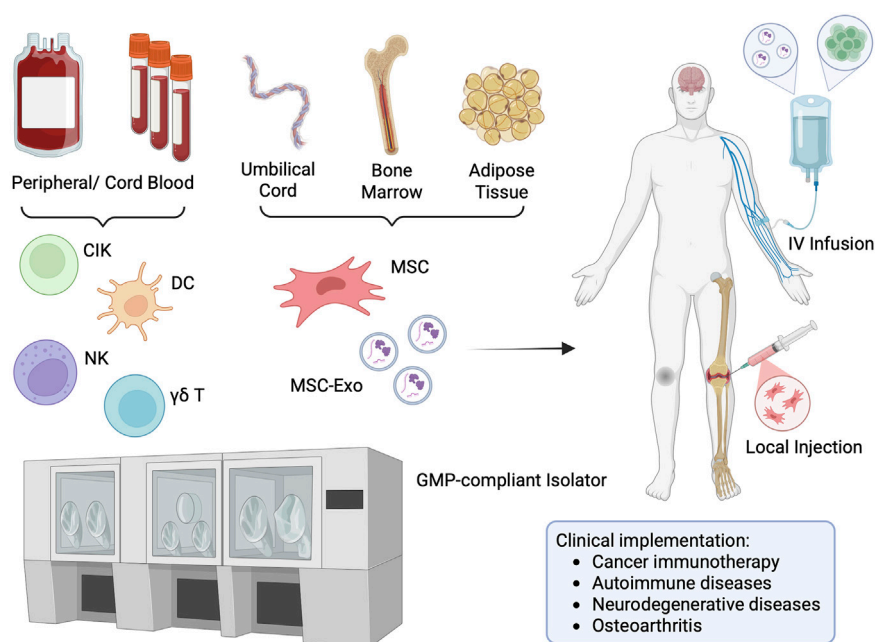 Peripheral/ Cord Blood
Umbilical
Cord
Bone
Marrow
Adipose
Tissue
CIK
DC
NK
γδ T
MSC
MSC-Exo
GMP-compliant Isolator
IV Infusion
Local Injection
Clinical implementation:
• Cancer immunotherapy
• Autoimmune diseases
• Neurodegenerative diseases
• Osteoarthritis